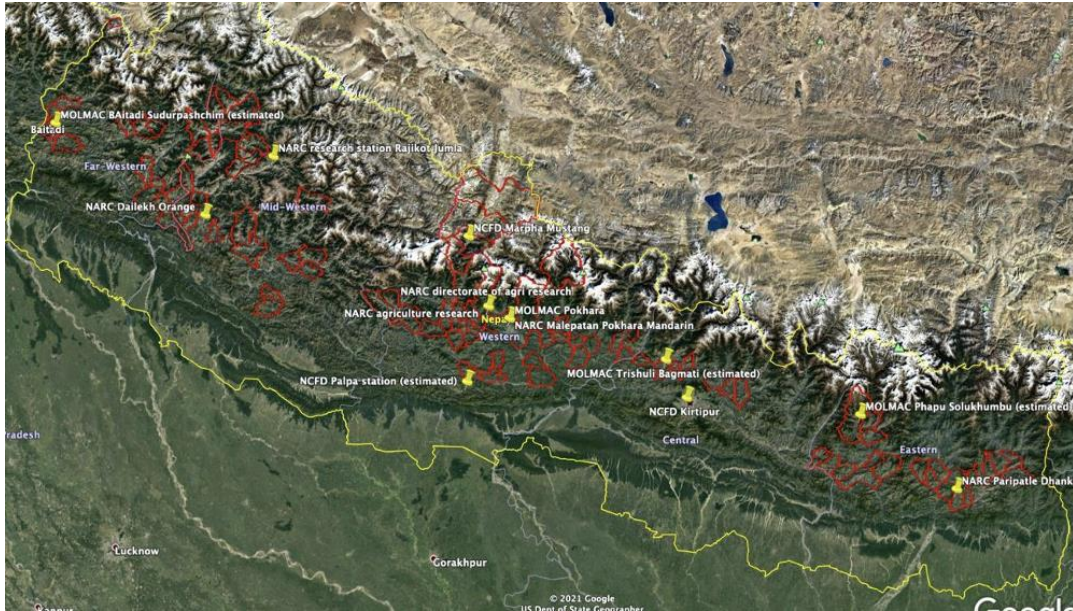 MOLMAC BAitadi Sudurpashchim (estimated)
Baitadi
NARC research station Rajikot Jumla
Far-Western
NARC Dailekh Orange
Mid-Western
NCFD Marpha Mustang
NARC directorate of agri research
NARC agriculture research
MOLMAC Pokhara
Nepal
NARC Malepatan Pokhara Mandarin
Western
MOLMAC Trishuli Bagmati (estimated)
NCFD Palpa station (estimated)
NCFD Kirtipur
MOLMAC Phapu Solukhumbu (estimated)
Pradesh
Central
Eastern
NARC Paripatle Dhank
Lucknow
Gorakhpur
© 2021 Google
US Dept of State Geographer
Google